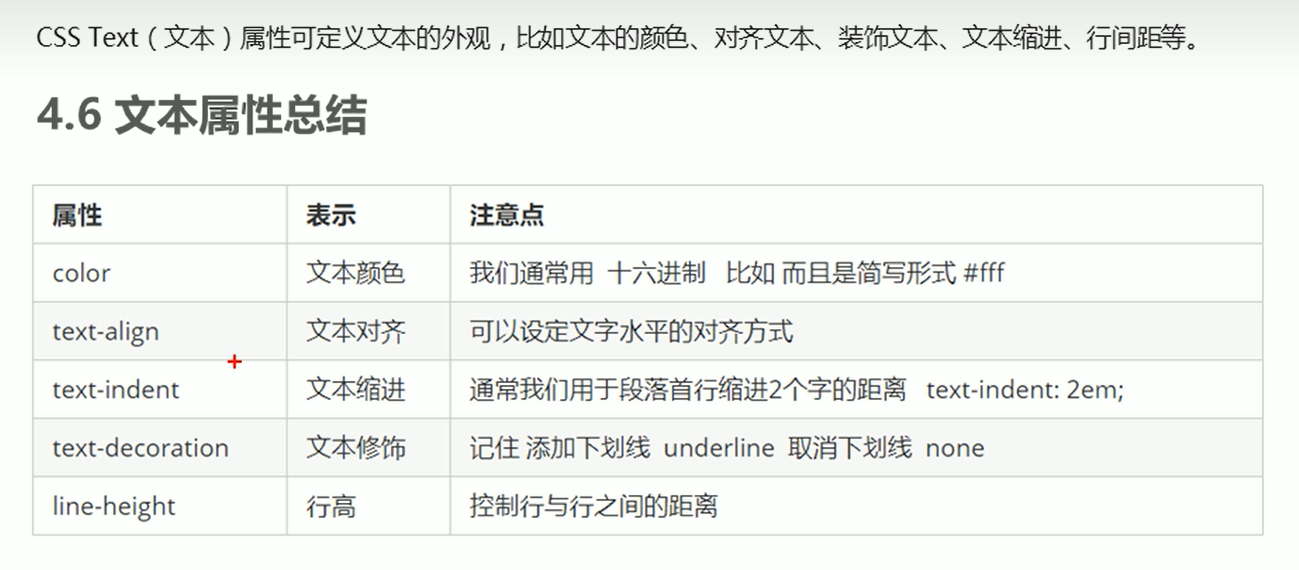 CSS Text（文本）属性可定义文本的外观，比如文本的颜色、对齐文本、装饰文本、文本缩进、行间距等。
4.6 文本属性总结
属性 表示 注意点
color 文本颜色 我们通常用 十六进制 比如 而且是简写形式 #fff
text-align 文本对齐 可以设定文字水平的对齐方式
text-indent 文本缩进 通常我们用于段落首行缩进2个字的距离 text-indent: 2em;
text-decoration 文本修饰 记住 添加下划线 underline 取消下划线 none
line-height 行高 控制行与行之间的距离